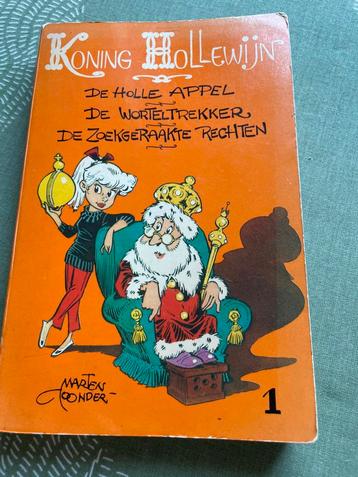 KONING HOLLEWIJN
DE HOLLE APPEL
DE WORTELTREKKER
DE ZOEKGERAAKTE RECHTEN
MARTEN
TOONDER
1